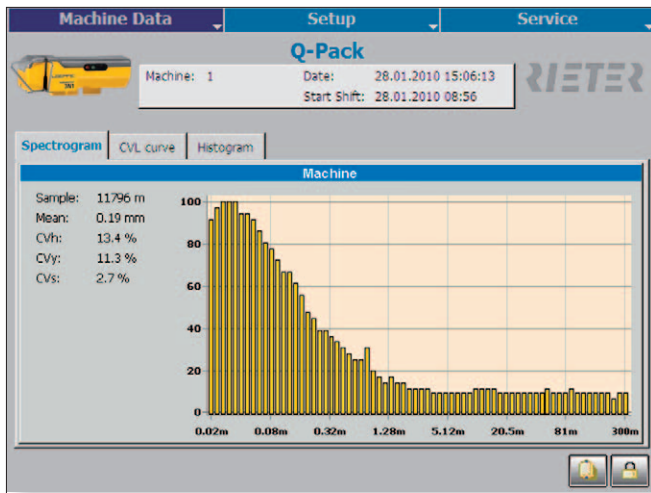 Machine Data Setup Service
Q-Pack
Machine: 1 Date: 28.01.2010 15:06:13
Start Shift: 28.01.2010 08:56
RIETER
Spectrogram CVL curve Histogram
Machine
Sample: 11796 m
Mean: 0.19 mm
CVh: 13.4 %
CVy: 11.3 %
CVs: 2.7 %
100
80
60
40
20
0
0.02m 0.08m 0.32m 1.28m 5.12m 20.5m 81m 300m